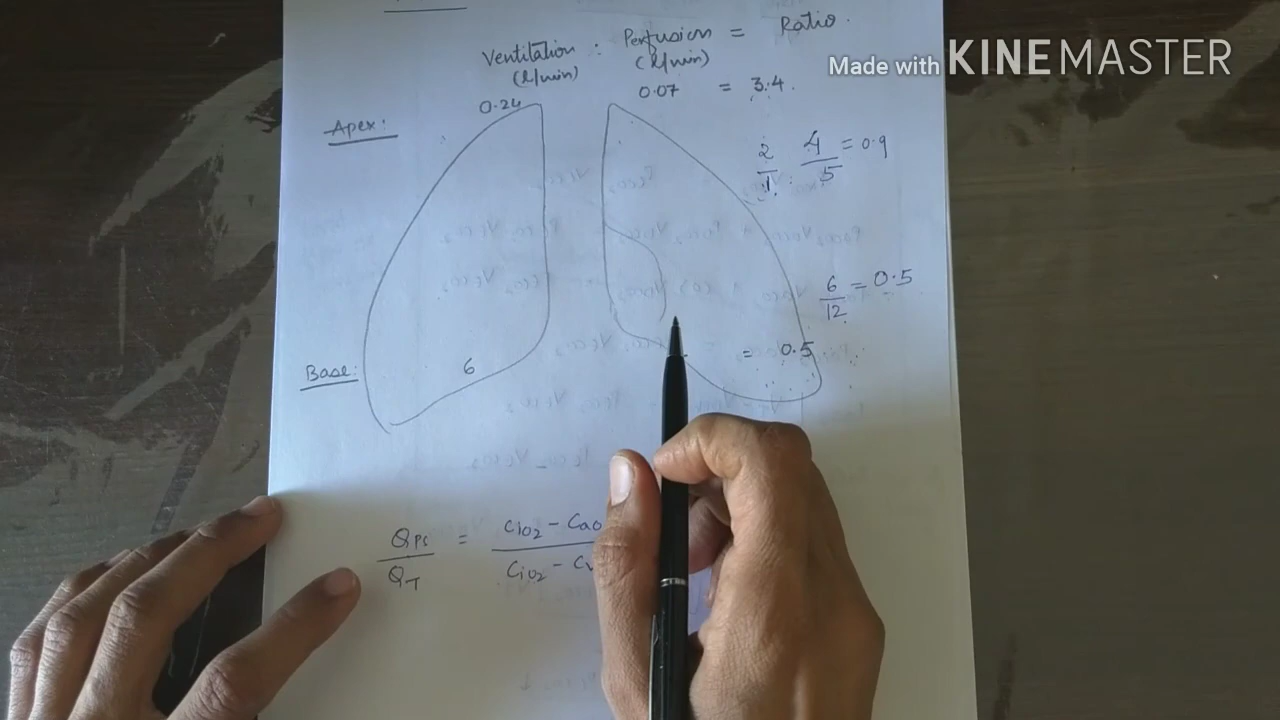 Ventilation : Perfusion = Ratio.
(l/min) (l/min)
Made with KINEMASTER
0.24 0.07 = 3.4
Apex:
2/1 : 4/5 = 0.9
6/12 = 0.5
= 0.5
Base: 6
QPS/QT = CiO2 - CaO / CiO2 - Cv